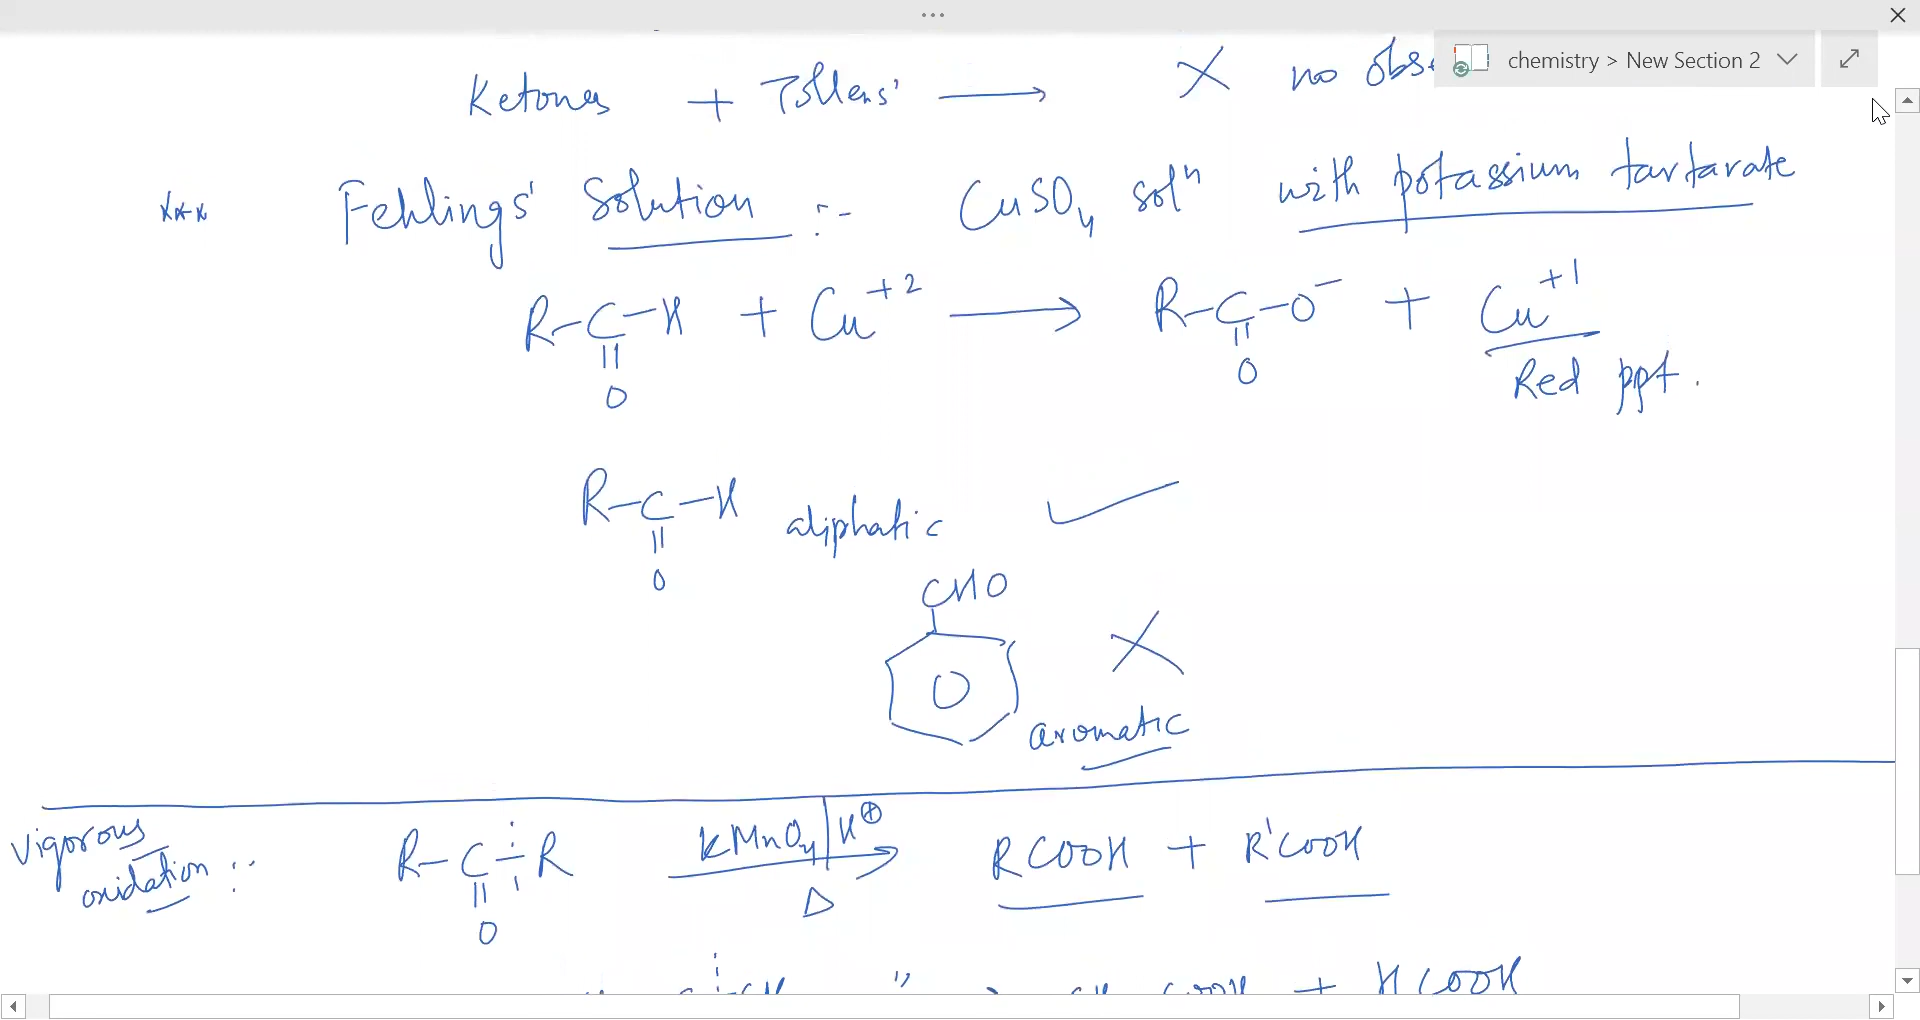 chemistry > New Section 2
Ketones + Tollens' ⟶ X no obs
*** Fehlings' Solution :- CuSO₄ solⁿ with potassium tartarate
R-C-H + Cu⁺² ⟶ R-C-O⁻ + Cu⁺¹
|| ||
O O Red ppt.
R-C-H aliphatic ✓
||
O
CHO
X
aromatic
Vigorous oxidation :- R-C-R KMnO₄/H⊕ ⟶ RCOOH + R'COOH
|| Δ
O
" COOH + HCOOH